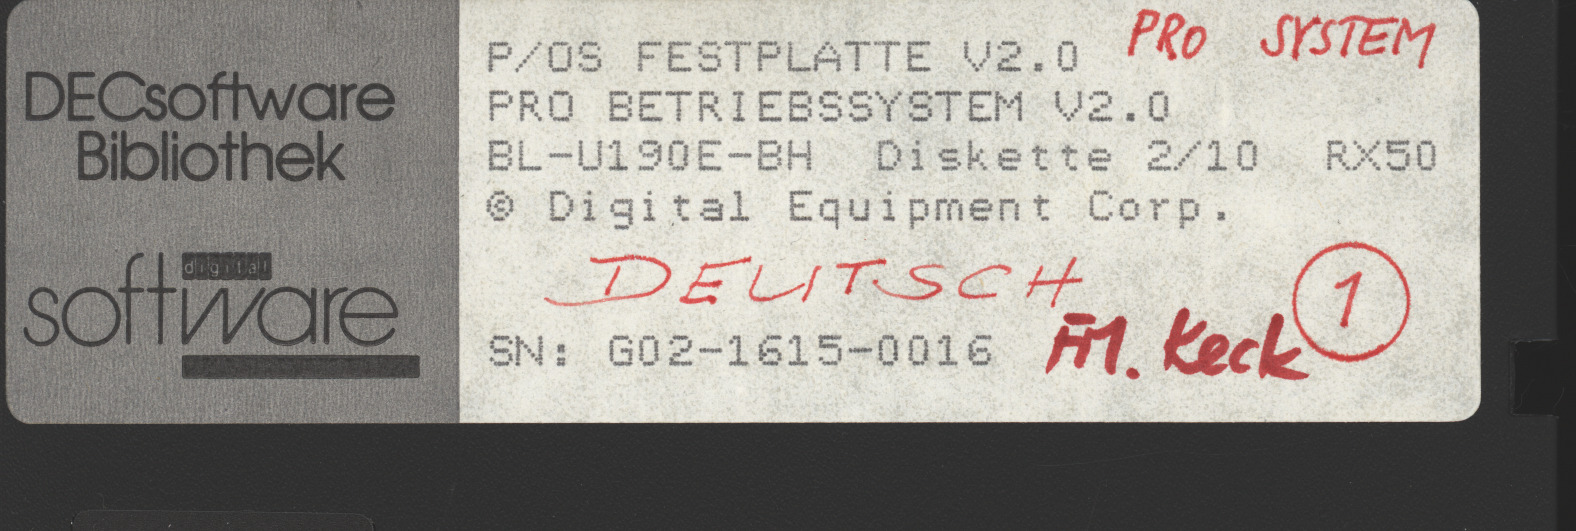 DECsoftware
Bibliothek
digital
software
P/OS FESTPLATTE V2.0
PRO SYSTEM
PRO BETRIEBSSYSTEM V2.0
BL-U190E-BH Diskette 2/10 RX50
© Digital Equipment Corp.
DEUTSCH
1
SN: G02-1615-0016
FM. Keck